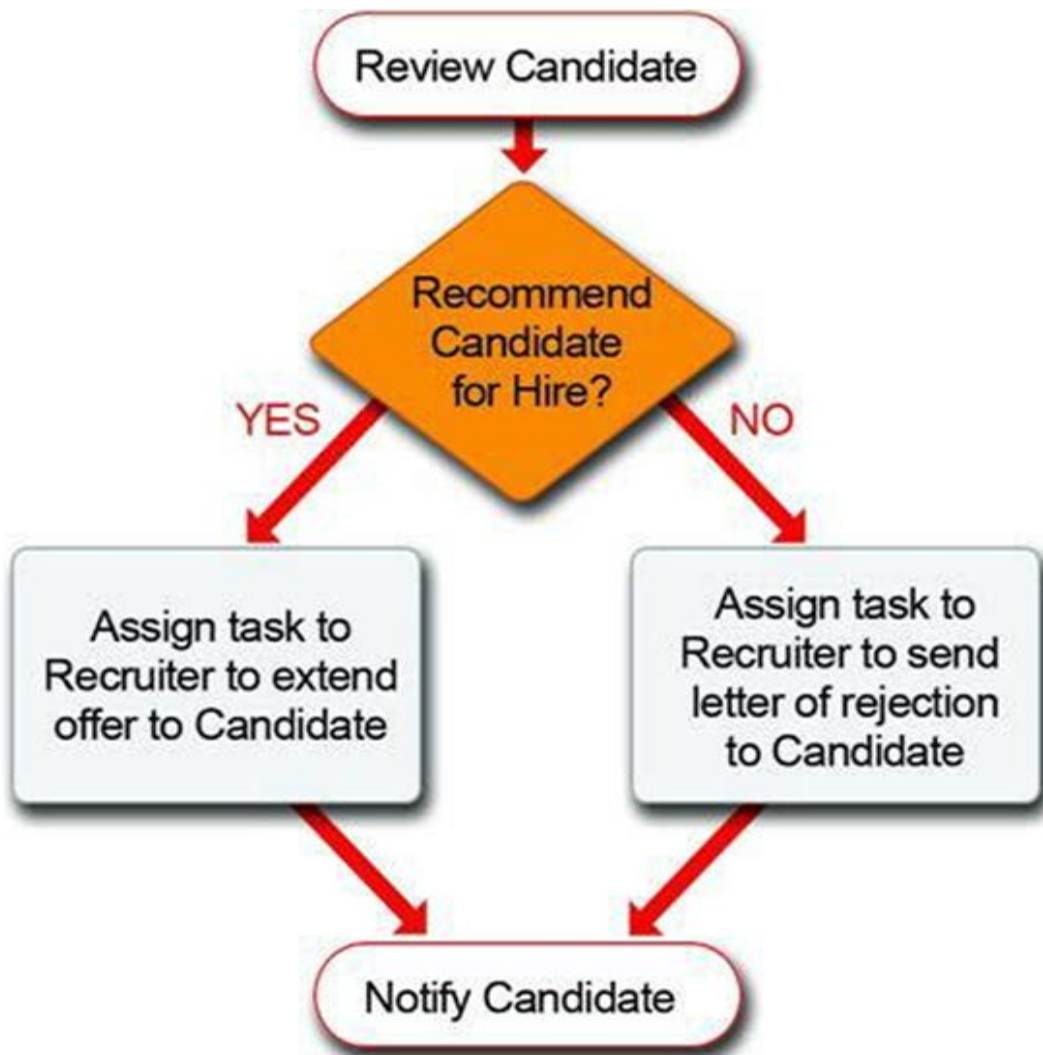 Review Candidate
Recommend
Candidate
for Hire?
YES
NO
Assign task to
Recruiter to extend
offer to Candidate
Assign task to
Recruiter to send
letter of rejection
to Candidate
Notify Candidate